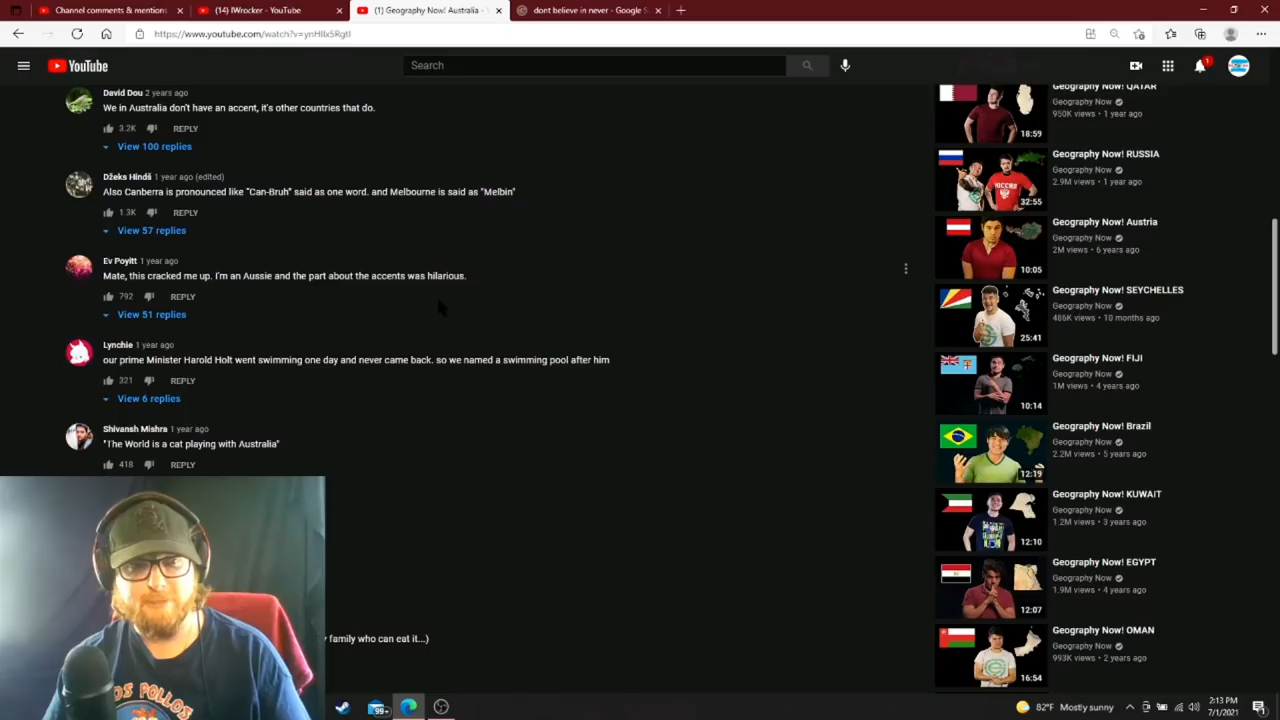 Channel comments & mentions
(14) IWrocker - YouTube
(1) Geography Now! Australia -
dont believe in never - Google S
https://www.youtube.com/watch?v=ynHIIx5RgtI
YouTube
Search
1
David Dou 2 years ago
We in Australia don't have an accent, it's other countries that do.
3.2K REPLY
View 100 replies
Džeks Hindś 1 year ago (edited)
Also Canberra is pronounced like "Can-Bruh" said as one word. and Melbourne is said as "Melbin"
1.3K REPLY
View 57 replies
Ev Poyitt 1 year ago
Mate, this cracked me up. I'm an Aussie and the part about the accents was hilarious.
792 REPLY
View 51 replies
Lynchie 1 year ago
our prime Minister Harold Holt went swimming one day and never came back. so we named a swimming pool after him
321 REPLY
View 6 replies
Shivansh Mishra 1 year ago
"The World is a cat playing with Australia"
418 REPLY
family who can eat it...)
OS POLLOS
Geography Now! QATAR
Geography Now
950K views • 1 year ago
18:59
Geography Now! RUSSIA
Geography Now
2.9M views • 1 year ago
РОССИЯ
32:55
Geography Now! Austria
Geography Now
2M views • 6 years ago
10:05
Geography Now! SEYCHELLES
Geography Now
486K views • 10 months ago
25:41
Geography Now! FIJI
Geography Now
1M views • 4 years ago
10:14
Geography Now! Brazil
Geography Now
2.2M views • 5 years ago
12:19
Geography Now! KUWAIT
Geography Now
1.2M views • 3 years ago
12:10
Geography Now! EGYPT
Geography Now
1.9M views • 4 years ago
12:07
Geography Now! OMAN
Geography Now
993K views • 2 years ago
16:54
99+
82°F Mostly sunny
2:13 PM
7/1/2021
1